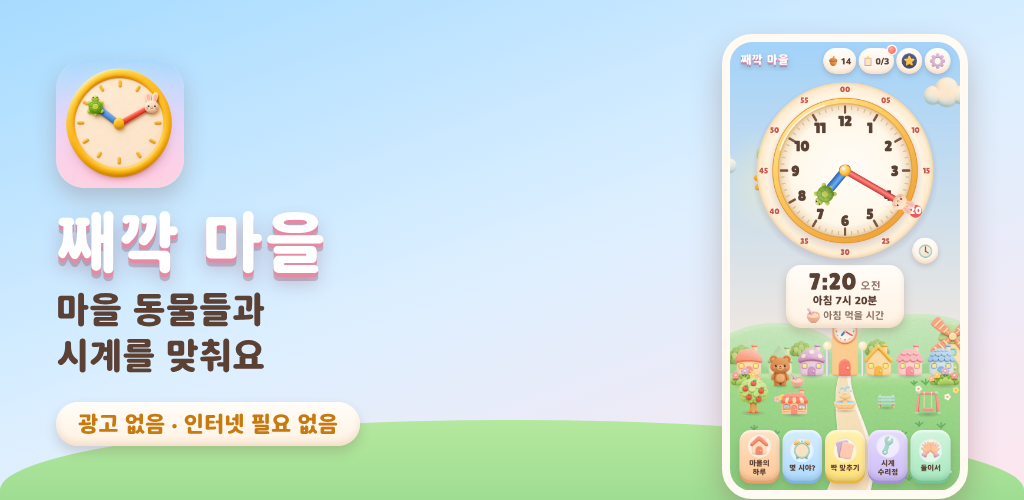 째깍 마을
마을 동물들과
시계를 맞춰요
광고 없음 · 인터넷 필요 없음
째깍 마을
14
0/3
00
05
10
15
20
25
30
35
40
45
50
55
12
1
2
3
4
5
6
7
8
9
10
11
7:20 오전
아침 7시 20분
아침 먹을 시간
마을의
하루
몇 시야?
짝 맞추기
시계
수리점
둘이서